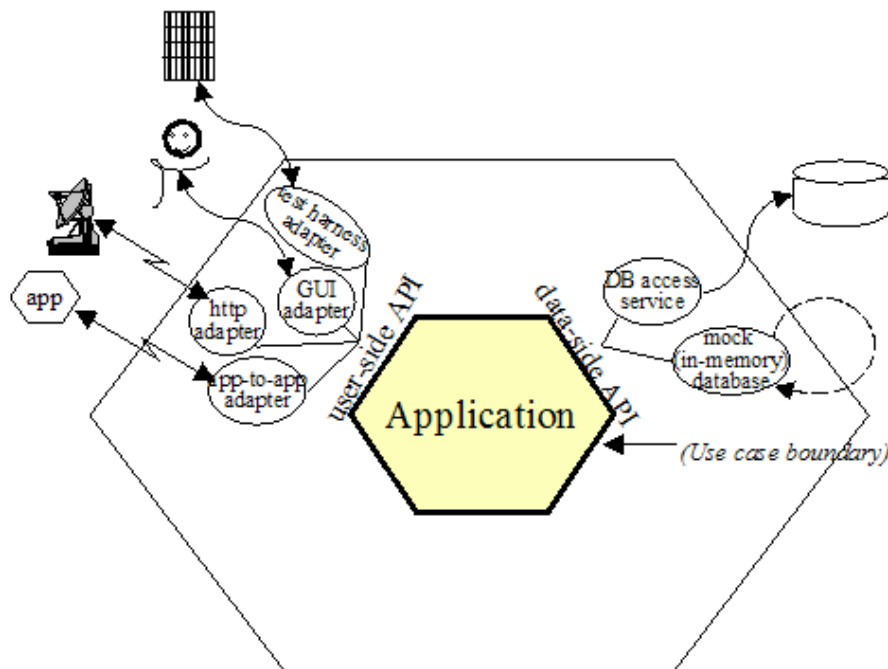 test harness
adapter
GUI
adapter
http
adapter
app
app-to-app
adapter
user-side API
data-side API
DB access
service
mock
(in-memory)
database
Application
(Use case boundary)